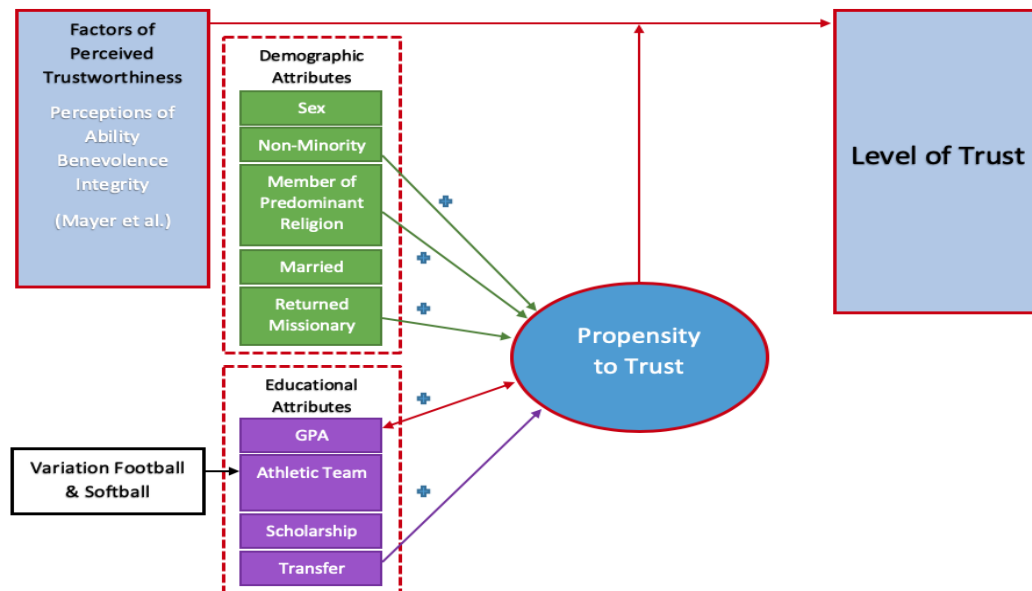 Factors of
Perceived
Trustworthiness
Perceptions of
Ability
Benevolence
Integrity
(Mayer et al.)
Demographic
Attributes
Sex
Non-Minority
Member of
Predominant
Religion
Married
Returned
Missionary
Level of Trust
Propensity
to Trust
Educational
Attributes
GPA
Athletic Team
Scholarship
Transfer
Variation Football
& Softball